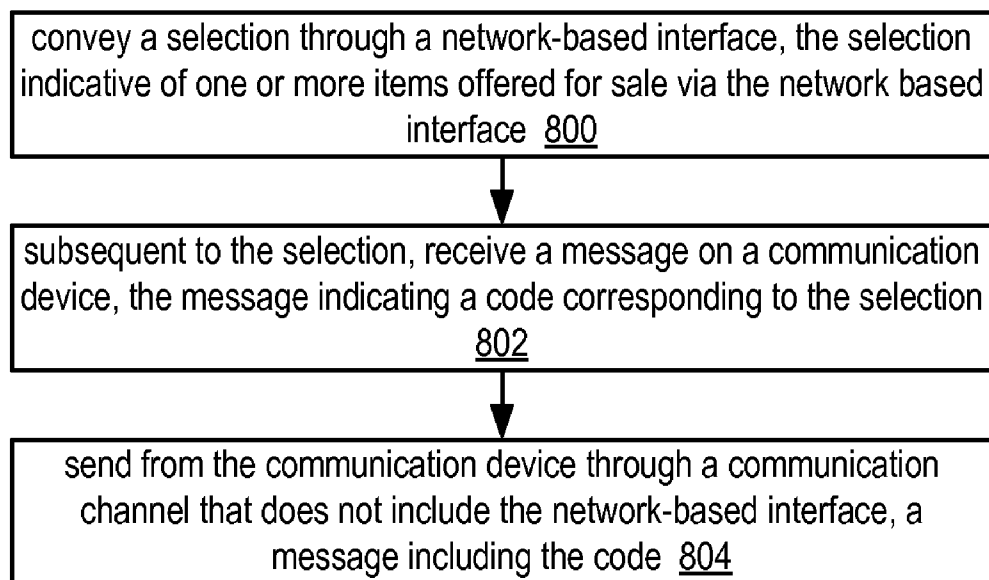 convey a selection through a network-based interface, the selection
indicative of one or more items offered for sale via the network based
interface 800
subsequent to the selection, receive a message on a communication
device, the message indicating a code corresponding to the selection
802
send from the communication device through a communication
channel that does not include the network-based interface, a
message including the code 804